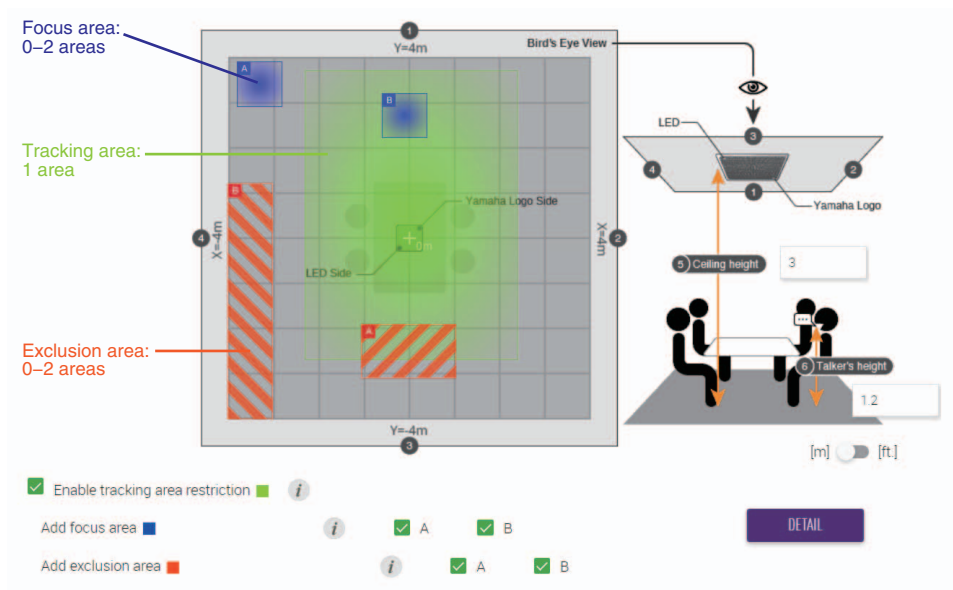 Focus area:
0–2 areas
1
Y=4m
Bird's Eye View
A
B
LED
3
4
2
1
Yamaha Logo
Tracking area:
1 area
B
Yamaha Logo Side
4
X=-4m
0m
X=4m
2
LED Side
5 Ceiling height
3
Exclusion area:
0–2 areas
A
6 Talker's height
1.2
Y=-4m
3
[m] [ft.]
Enable tracking area restriction i
Add focus area i A B
DETAIL
Add exclusion area i A B